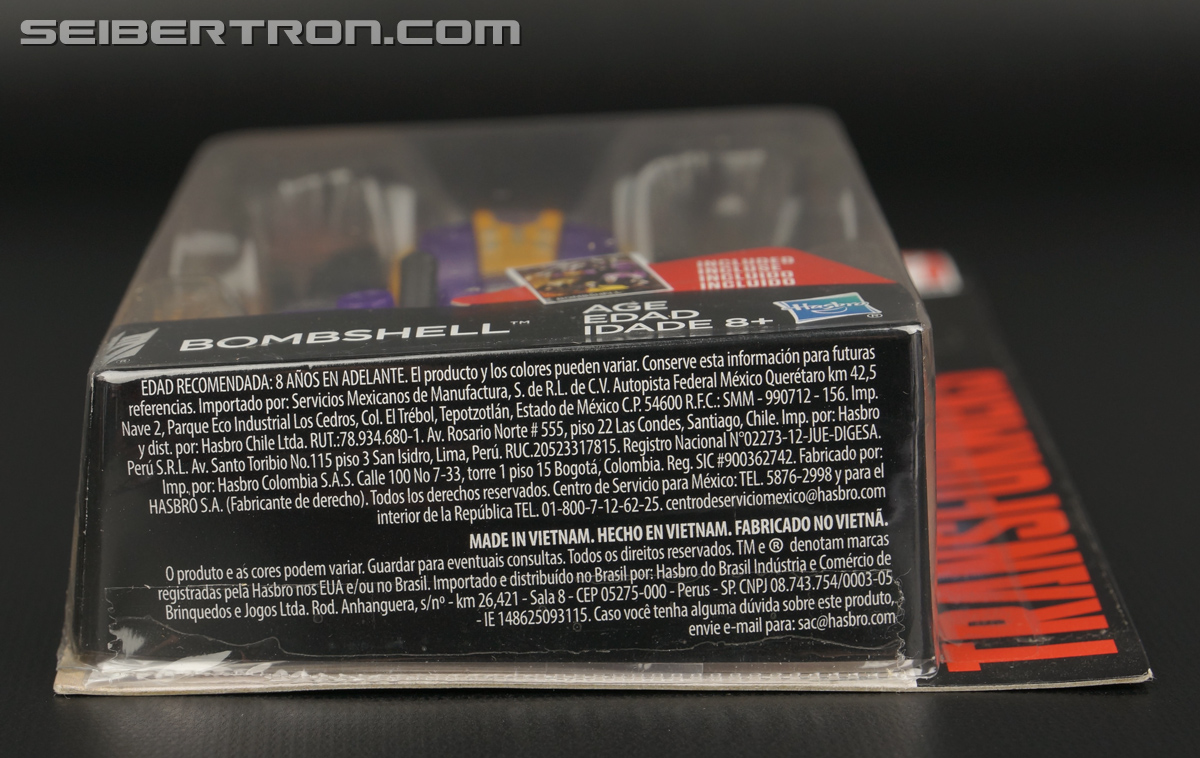 SEIBERTRON.COM
INCLUDED
INCLUSE
INCLUIDO
INCLUÍDO
BOMBSHELL™
AGE
EDAD
IDADE 8+
Hasbro
®
EDAD RECOMENDADA: 8 AÑOS EN ADELANTE. El producto y los colores pueden variar. Conserve esta información para futuras
referencias. Importado por: Servicios Mexicanos de Manufactura, S. de R.L. de C.V. Autopista Federal México Querétaro km 42,5
Nave 2, Parque Eco Industrial Los Cedros, Col. El Trébol, Tepotzotlán, Estado de México C.P. 54600 R.F.C.: SMM - 990712 - 156. Imp.
y dist. por: Hasbro Chile Ltda. RUT.:78.934.680-1. Av. Rosario Norte # 555, piso 22 Las Condes, Santiago, Chile. Imp. por: Hasbro
Perú S.R.L. Av. Santo Toribio No.115 piso 3 San Isidro, Lima, Perú. RUC.20523317815. Registro Nacional N°02273-12-JUE-DIGESA.
Imp. por: Hasbro Colombia S.A.S. Calle 100 No 7-33, torre 1 piso 15 Bogotá, Colombia. Reg. SIC #900362742. Fabricado por:
HASBRO S.A. (Fabricante de derecho). Todos los derechos reservados. Centro de Servicio para México: TEL. 5876-2998 y para el
interior de la República TEL. 01-800-7-12-62-25. centrodeserviciomexico@hasbro.com
MADE IN VIETNAM. HECHO EN VIETNAM. FABRICADO NO VIETNÃ.
O produto e as cores podem variar. Guardar para eventuais consultas. Todos os direitos reservados. TM e ® denotam marcas
registradas pela Hasbro nos EUA e/ou no Brasil. Importado e distribuído no Brasil por: Hasbro do Brasil Indústria e Comércio de
Brinquedos e Jogos Ltda. Rod. Anhanguera, s/nº - km 26,421 - Sala 8 - CEP 05275-000 - Perus - SP. CNPJ 08.743.754/0003-05
- IE 148625093115. Caso você tenha alguma dúvida sobre este produto,
envie e-mail para: sac@hasbro.com
TRANSFORMERS